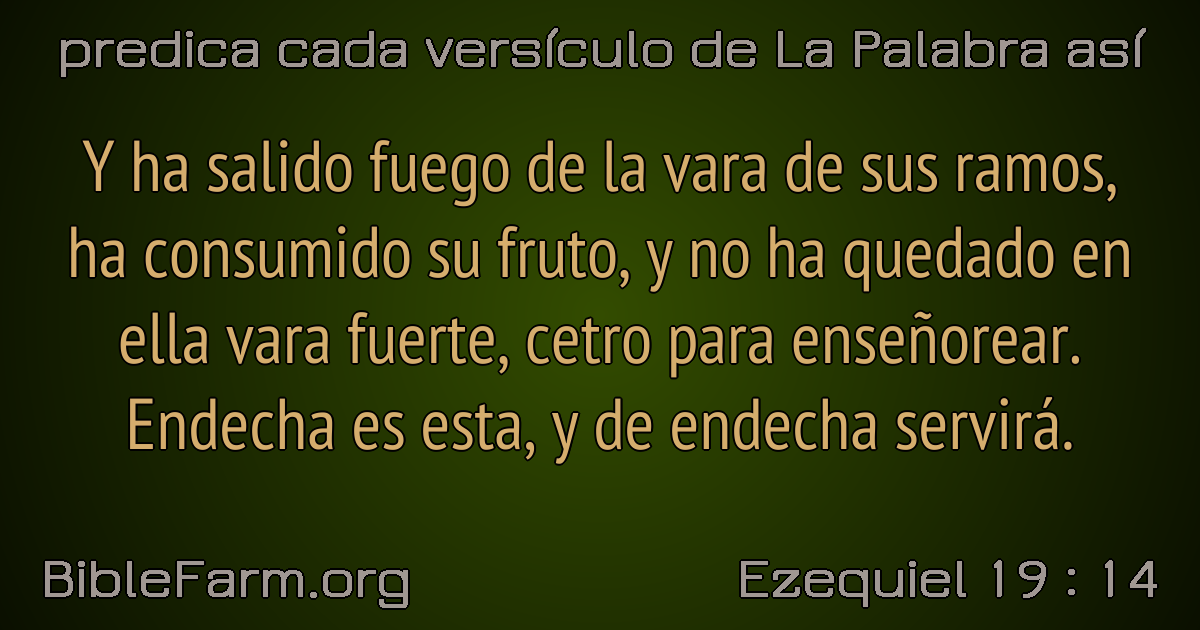 predica cada versículo de La Palabra así
Y ha salido fuego de la vara de sus ramos,
ha consumido su fruto, y no ha quedado en
ella vara fuerte, cetro para enseñorear.
Endecha es esta, y de endecha servirá.
BibleFarm.org
Ezequiel 19 : 14